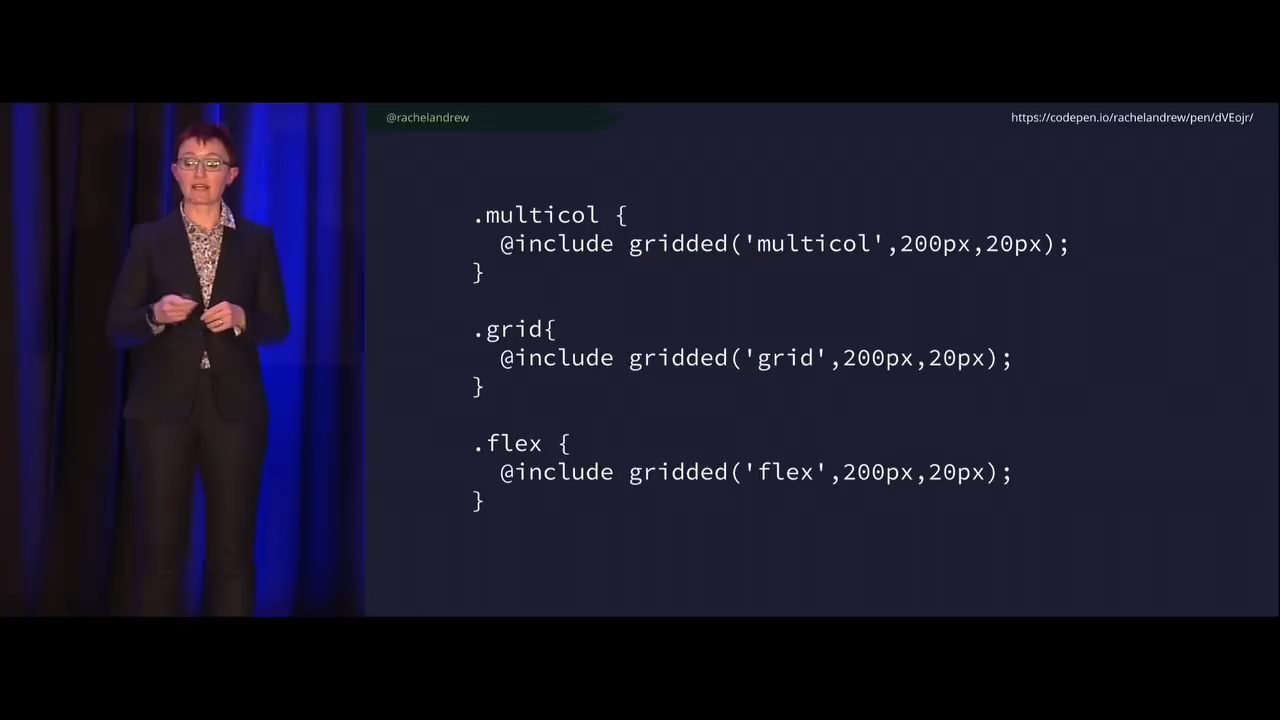 @rachelandrew
https://codepen.io/rachelandrew/pen/dVEojr/
.multicol {
  @include gridded('multicol',200px,20px);
}
.grid{
  @include gridded('grid',200px,20px);
}
.flex {
  @include gridded('flex',200px,20px);
}